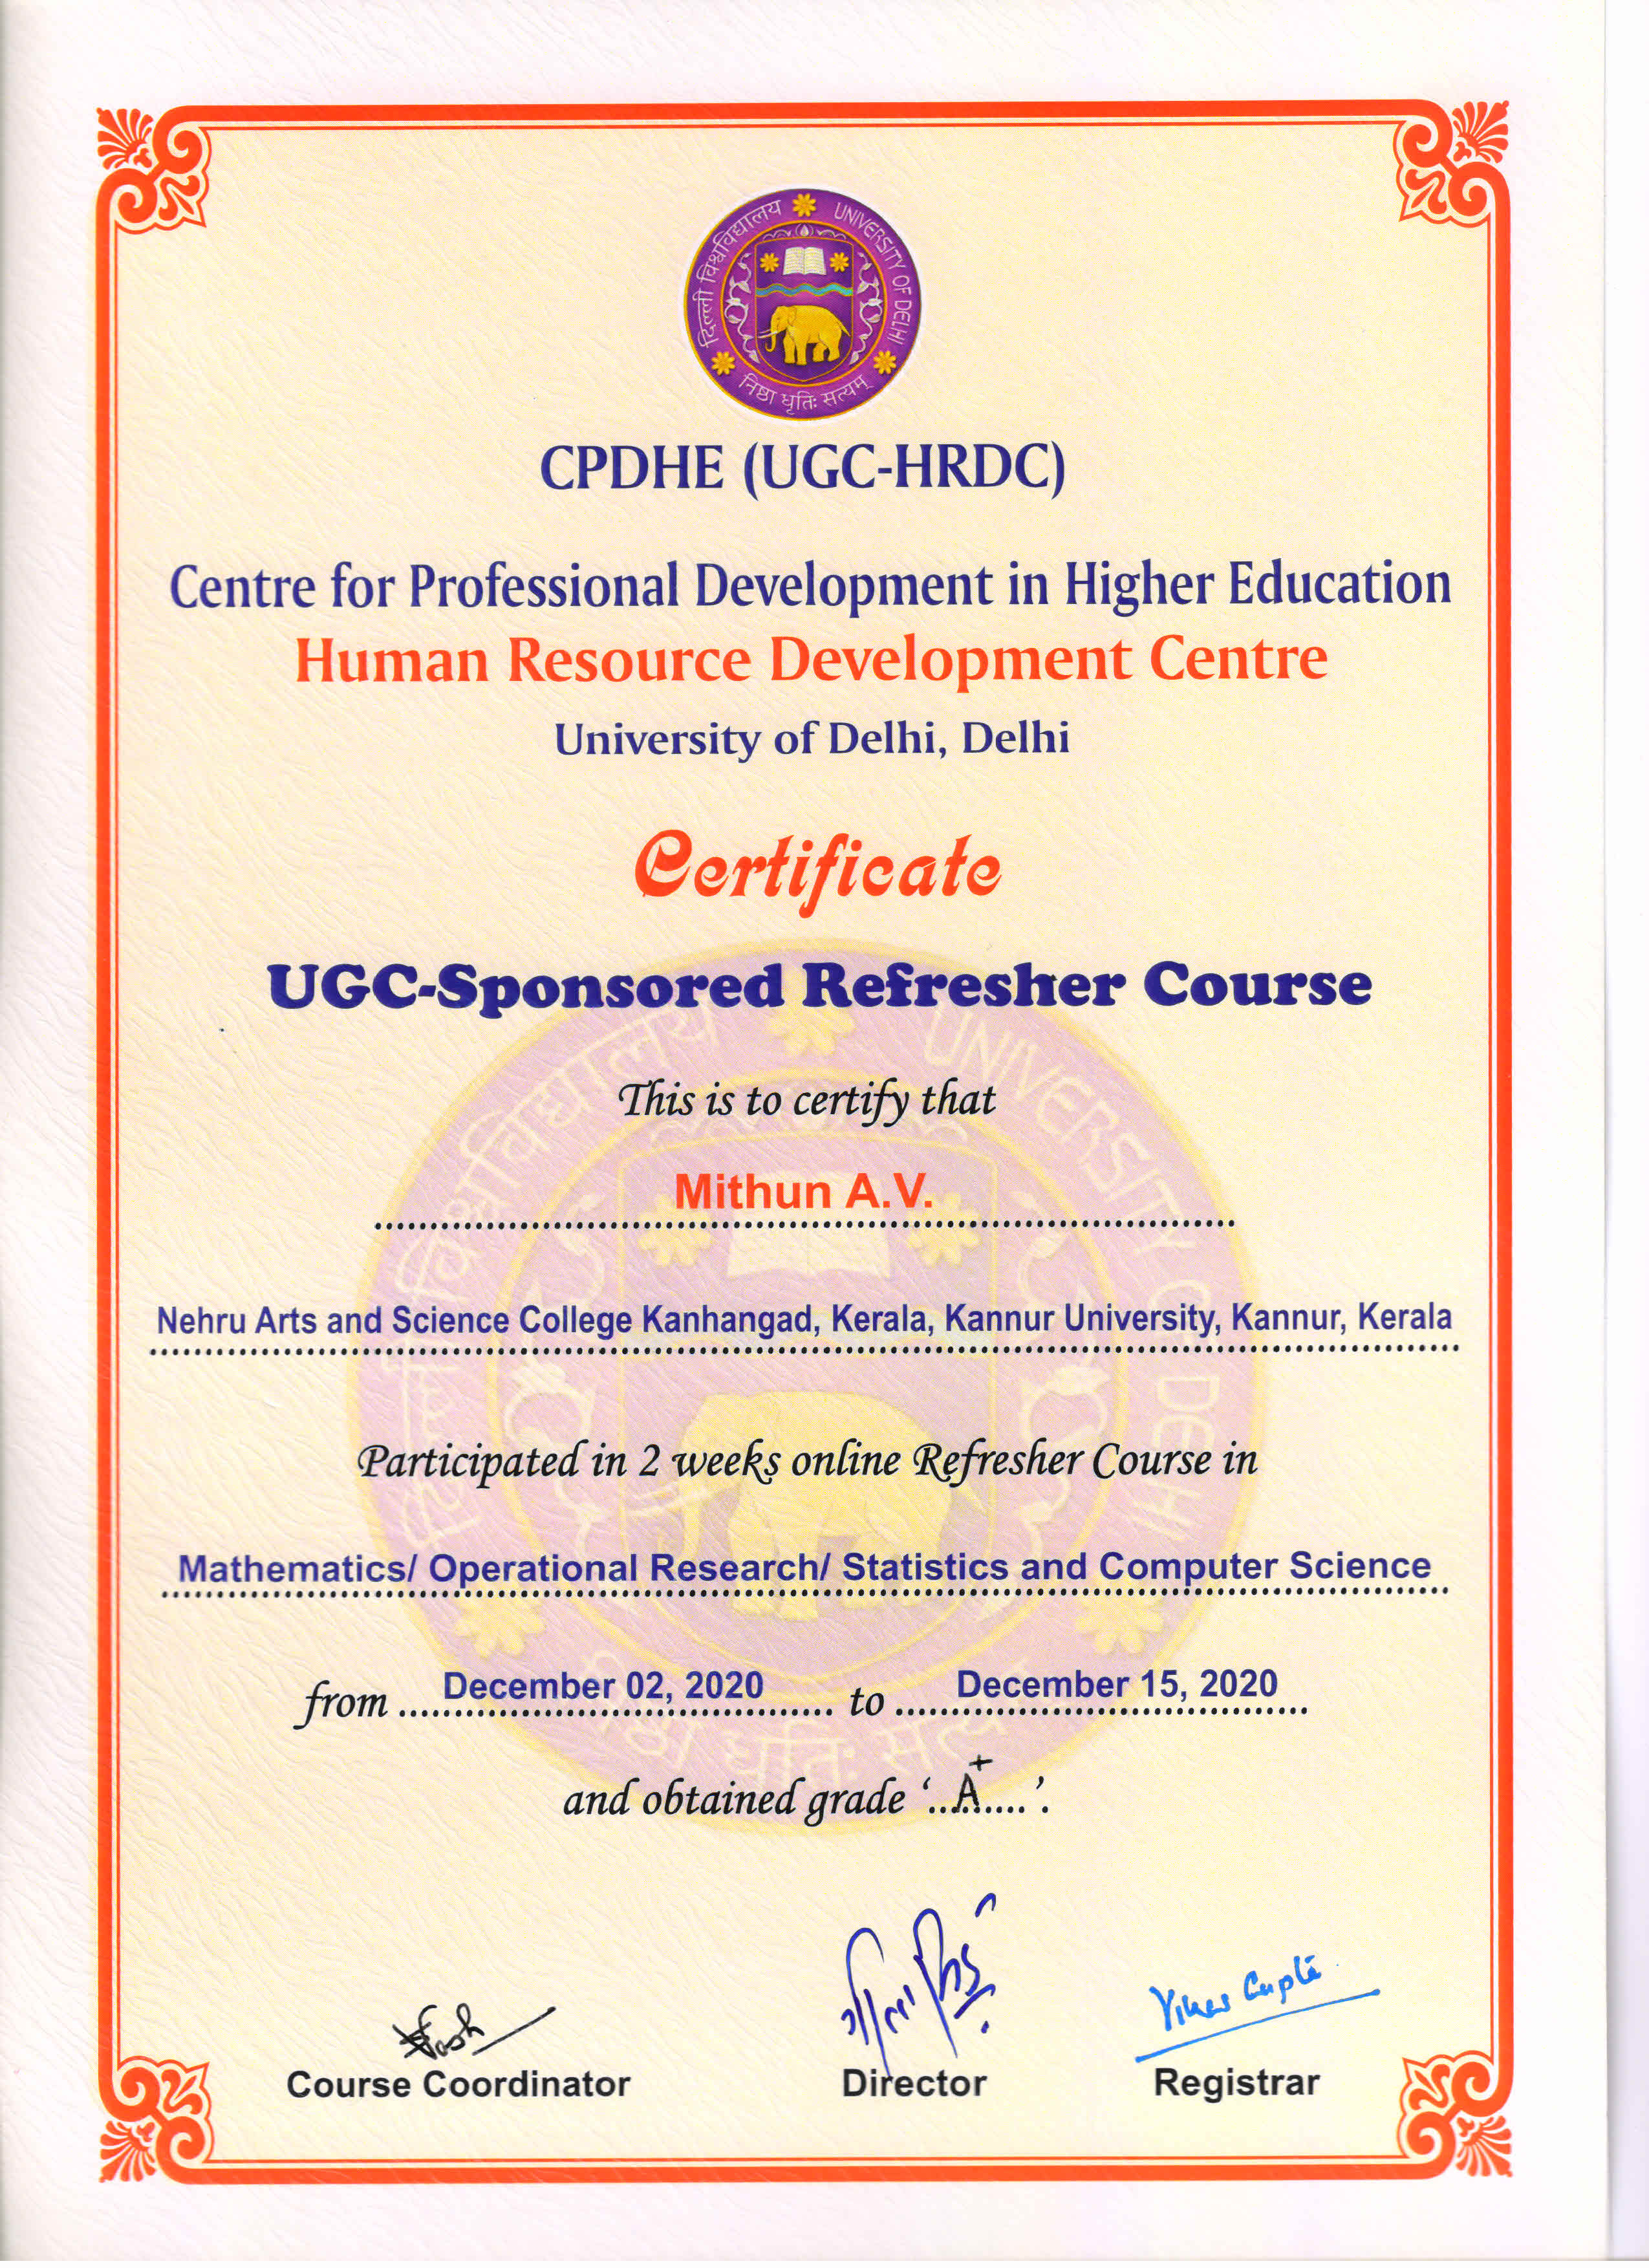 दिल्ली विश्वविद्यालय
UNIVERSITY OF DELHI
निष्ठा धृतिः सत्यम्
CPDHE (UGC-HRDC)
Centre for Professional Development in Higher Education
Human Resource Development Centre
University of Delhi, Delhi
Certificate
UGC-Sponsored Refresher Course
This is to certify that
Mithun A.V.
Nehru Arts and Science College Kanhangad, Kerala, Kannur University, Kannur, Kerala
Participated in 2 weeks online Refresher Course in
Mathematics/ Operational Research/ Statistics and Computer Science
from December 02, 2020 to December 15, 2020
and obtained grade ‘..A+....’.
Vikas Gupta
Course Coordinator Director Registrar